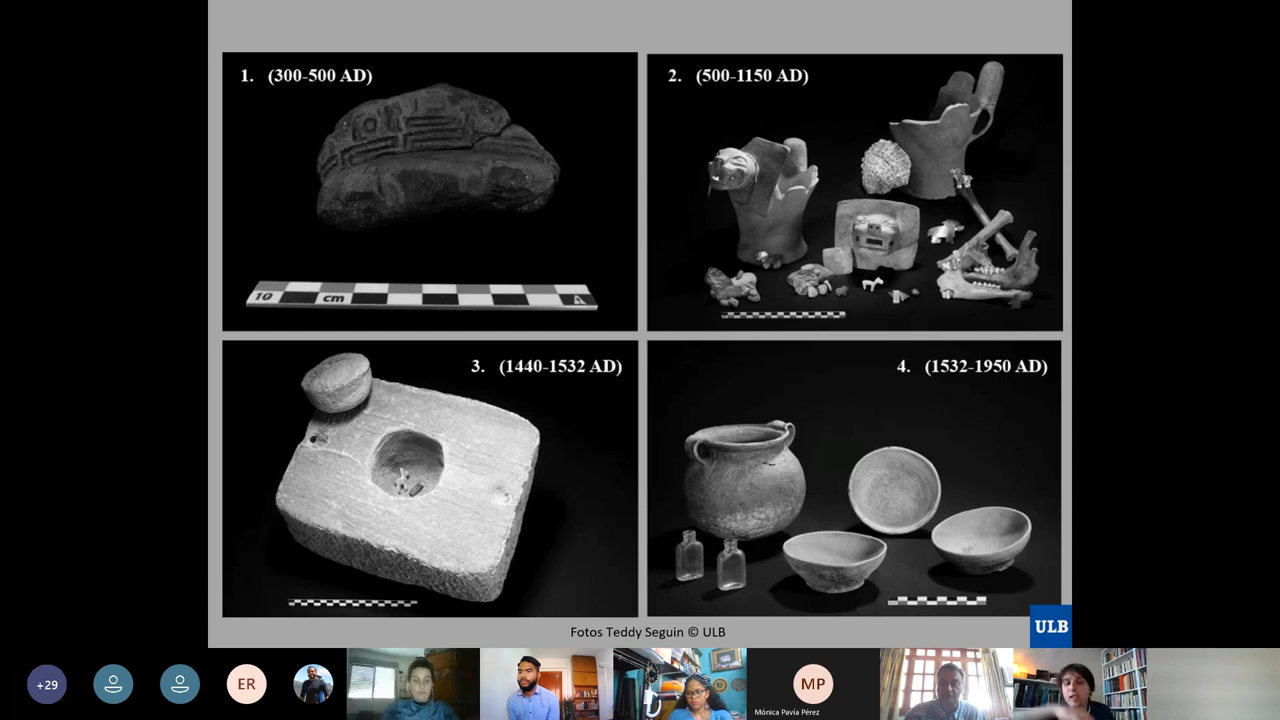 1. (300-500 AD)
2. (500-1150 AD)
10 cm
3. (1440-1532 AD)
4. (1532-1950 AD)
Fotos Teddy Seguin © ULB
ULB
+29
ER
MP
Mónica Pavía Pérez